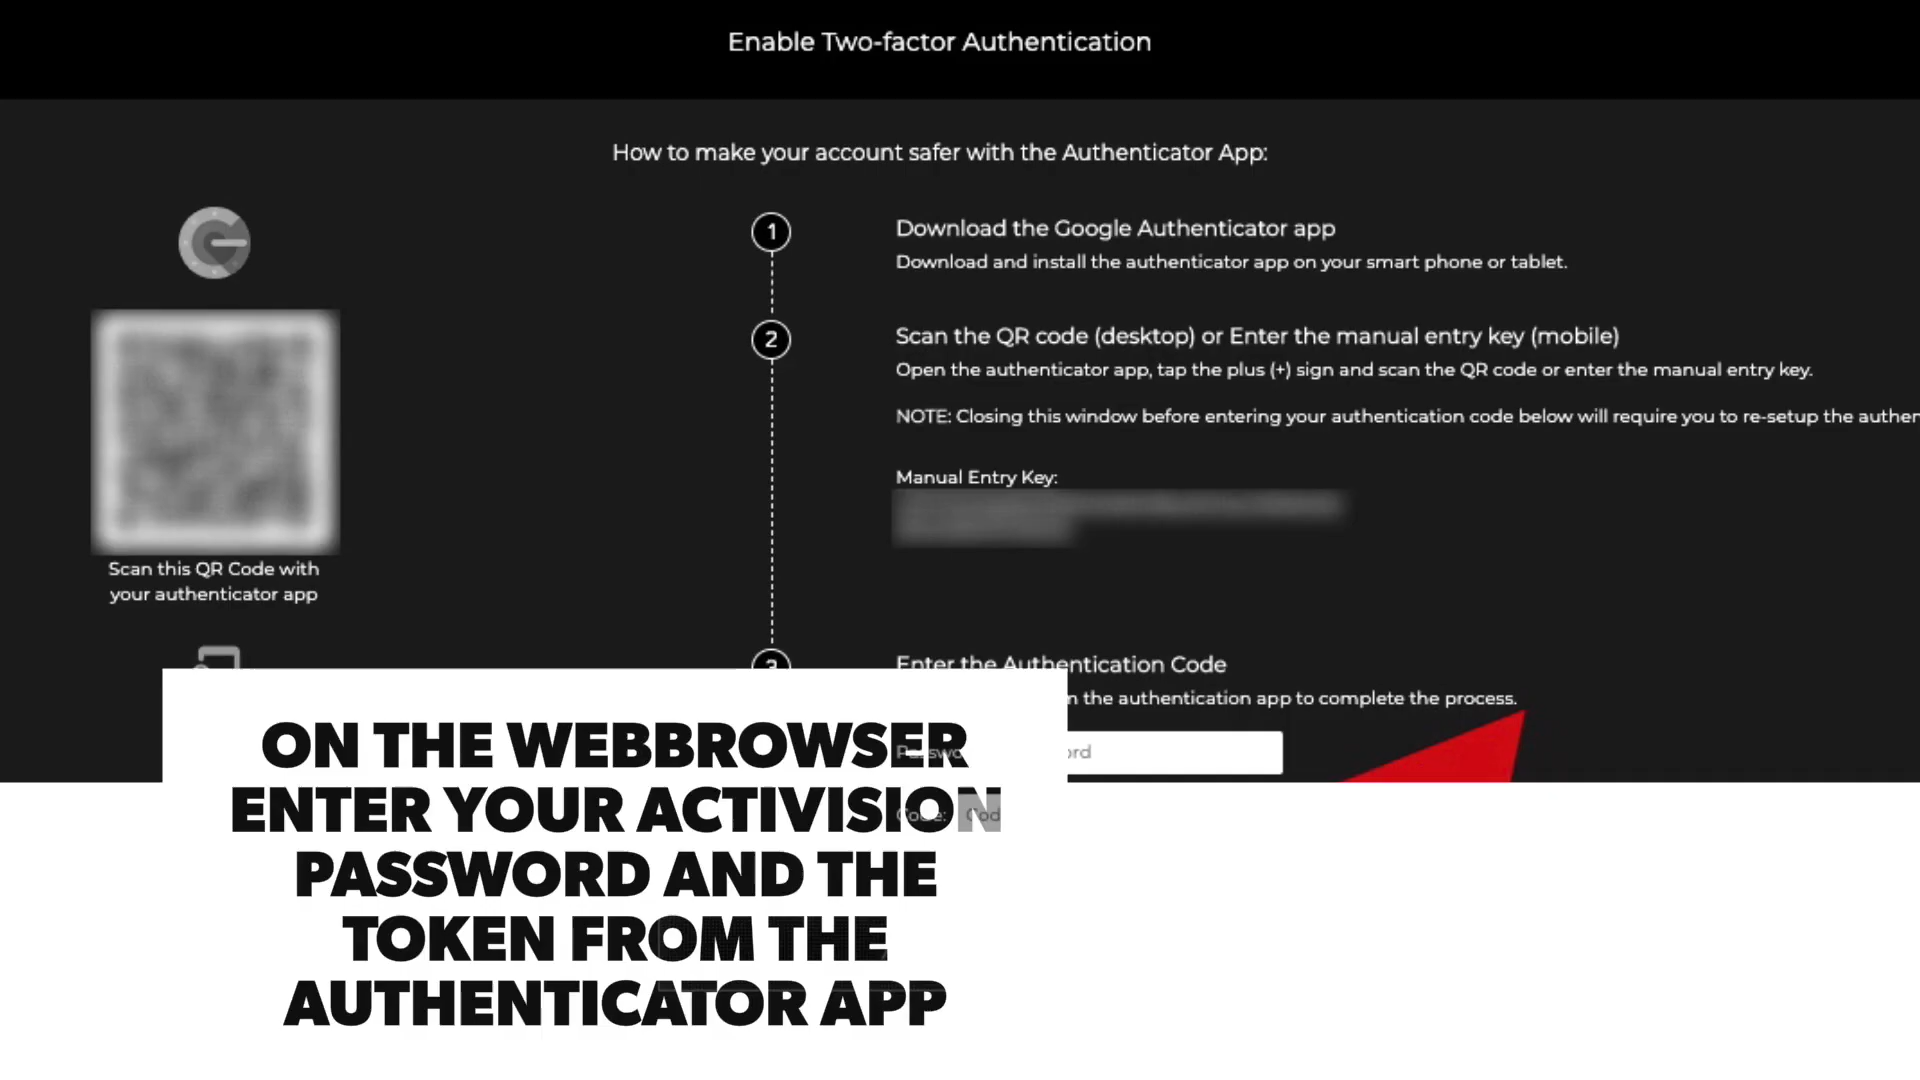 Enable Two-factor Authentication
How to make your account safer with the Authenticator App:
1
Download the Google Authenticator app
Download and install the authenticator app on your smart phone or tablet.
2
Scan the QR code (desktop) or Enter the manual entry key (mobile)
Open the authenticator app, tap the plus (+) sign and scan the QR code or enter the manual entry key.
NOTE: Closing this window before entering your authentication code below will require you to re-setup the authen
Manual Entry Key:
Scan this QR Code with
your authenticator app
3
Enter the Authentication Code
n the authentication app to complete the process.
Passwo ord
Code: Cod
ON THE WEBBROWSER
ENTER YOUR ACTIVISION
PASSWORD AND THE
TOKEN FROM THE
AUTHENTICATOR APP